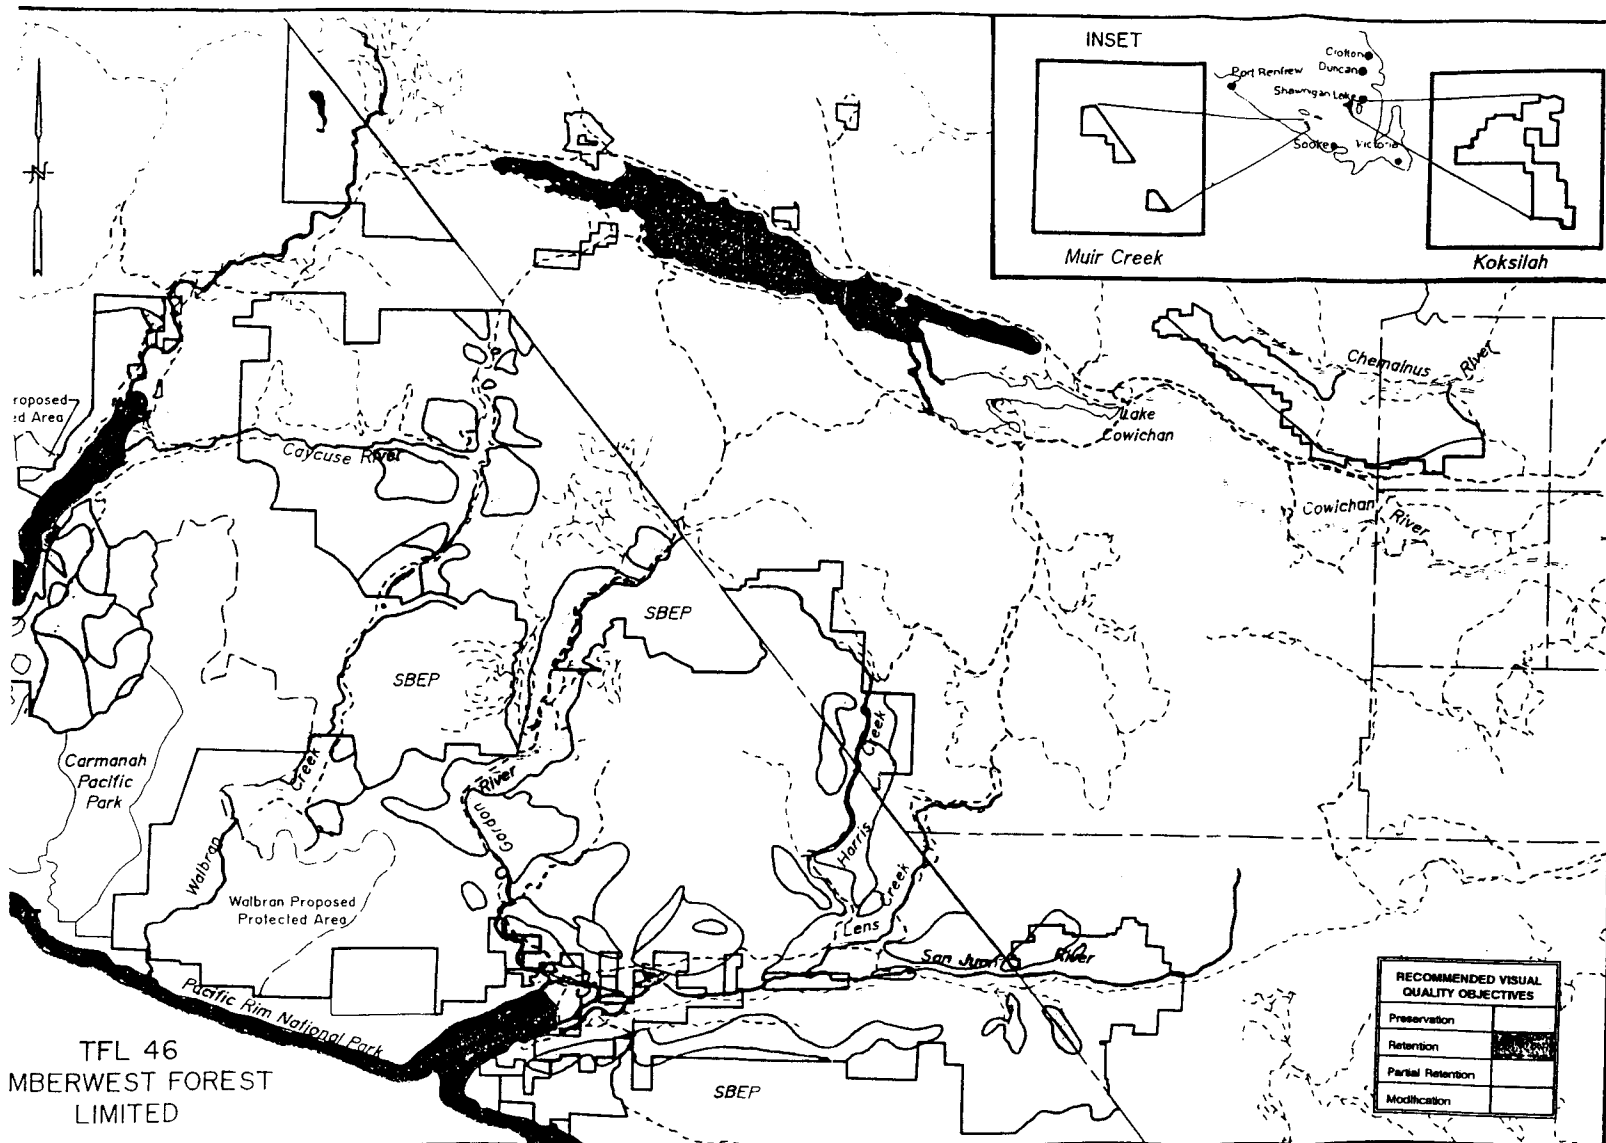 INSET
Crofton
Port Renfrew
Duncan
Shawnigan Lake
Sooke
Victoria
Muir Creek
Koksilah
N
Chemainus
River
roposed
ed Area
Lake
Cowichan
Caycuse River
Cowichan
River
SBEP
SBEP
Carmanah
Pacific
Park
Creek
Walbran
River
Gordon
Creek
Harris
Creek
Lens
Walbran Proposed
Protected Area
San Juan
River
Pacific Rim National Park
TFL 46
MBERWEST FOREST
LIMITED
SBEP
RECOMMENDED VISUAL
QUALITY OBJECTIVES
Preservation
Retention
Partial Retention
Modification